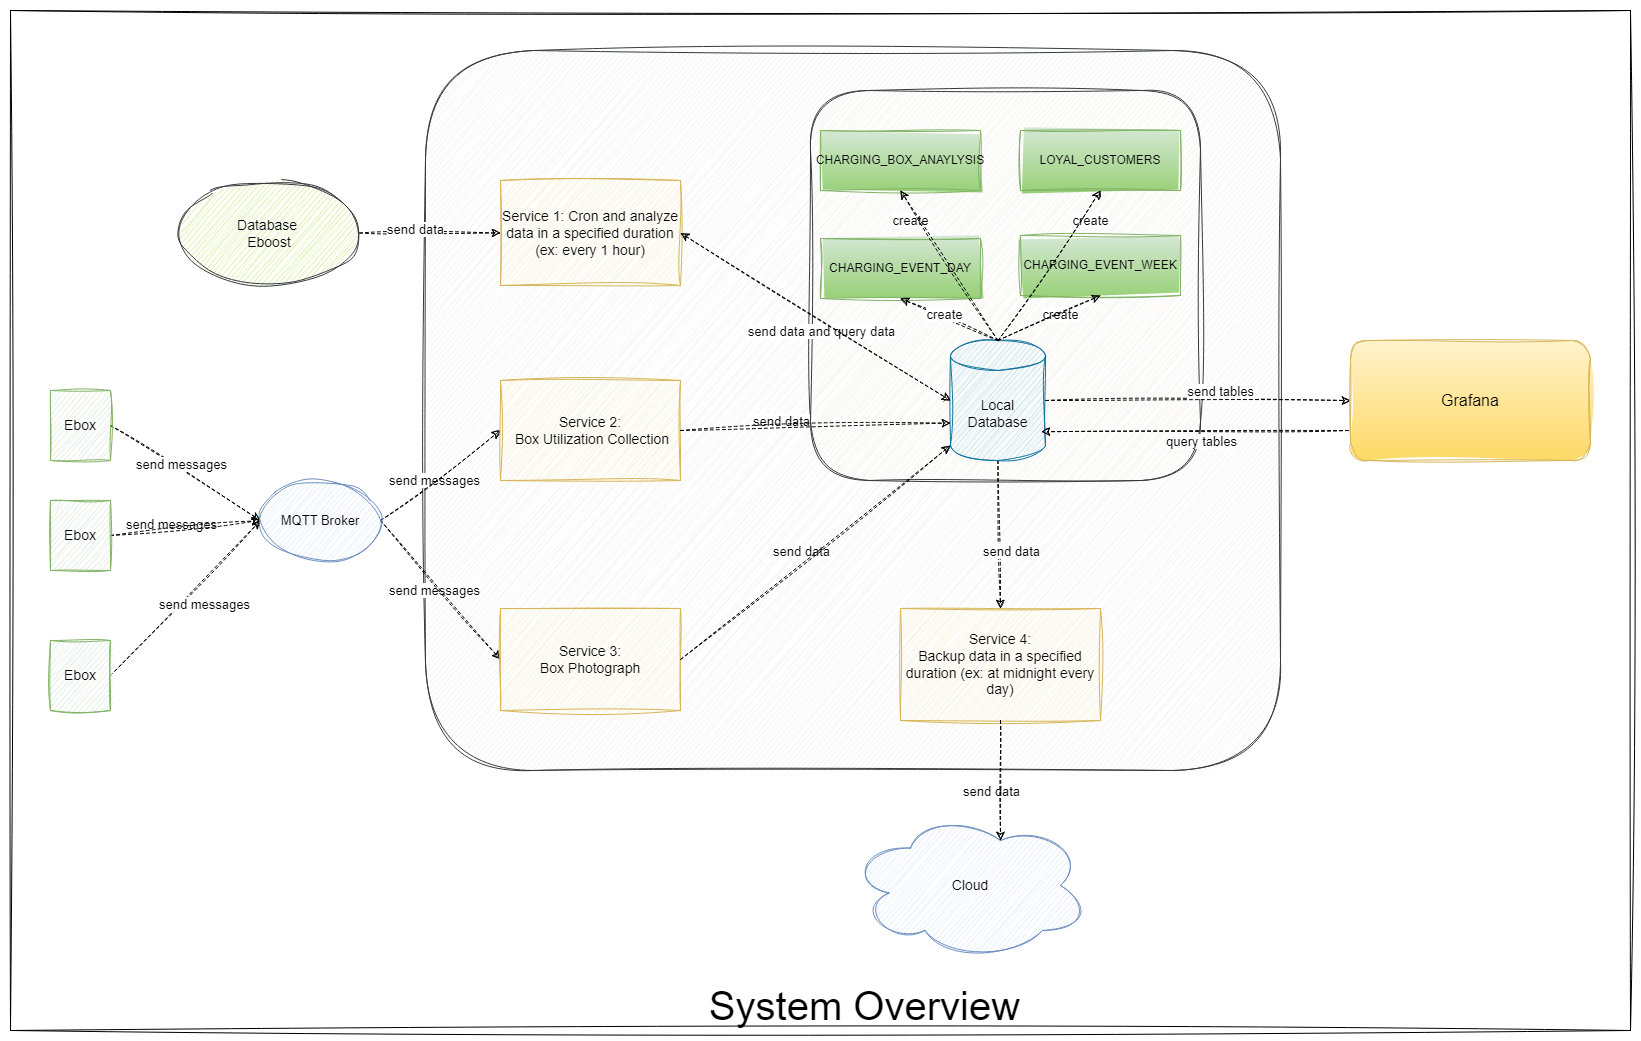 CHARGING_BOX_ANAYLYSIS
LOYAL_CUSTOMERS
create
create
Database
Eboost
send data
Service 1: Cron and analyze
data in a specified duration
(ex: every 1 hour)
CHARGING_EVENT_DAY
CHARGING_EVENT_WEEK
create
create
send data and query data
Local
Database
send tables
Grafana
query tables
Ebox
send messages
Service 2:
Box Utilization Collection
send data
send messages
Ebox
send messages
MQTT Broker
send data
send data
send messages
send messages
Ebox
Service 3:
Box Photograph
Service 4:
Backup data in a specified
duration (ex: at midnight every
day)
send data
Cloud
System Overview